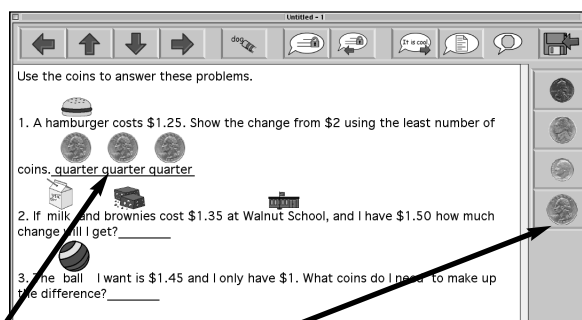 Untitled - 1
dog
It is cool.
Use the coins to answer these problems.
1. A hamburger costs $1.25. Show the change from $2 using the least number of
coins. quarter quarter quarter
2. If milk and brownies cost $1.35 at Walnut School, and I have $1.50 how much
change will I get?________
3. The ball I want is $1.45 and I only have $1. What coins do I need to make up
the difference?________